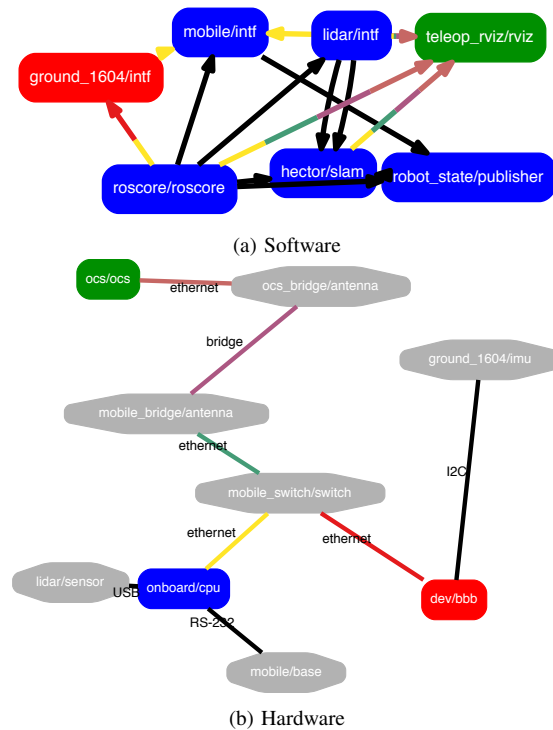 mobile/intf
lidar/intf
teleop_rviz/rviz
ground_1604/intf
roscore/roscore
hector/slam
robot_state/publisher
(a) Software
ocs/ocs
ethernet
ocs_bridge/antenna
bridge
ground_1604/imu
mobile_bridge/antenna
ethernet
I2C
mobile_switch/switch
ethernet
ethernet
lidar/sensor
USB
onboard/cpu
dev/bbb
RS-232
mobile/base
(b) Hardware